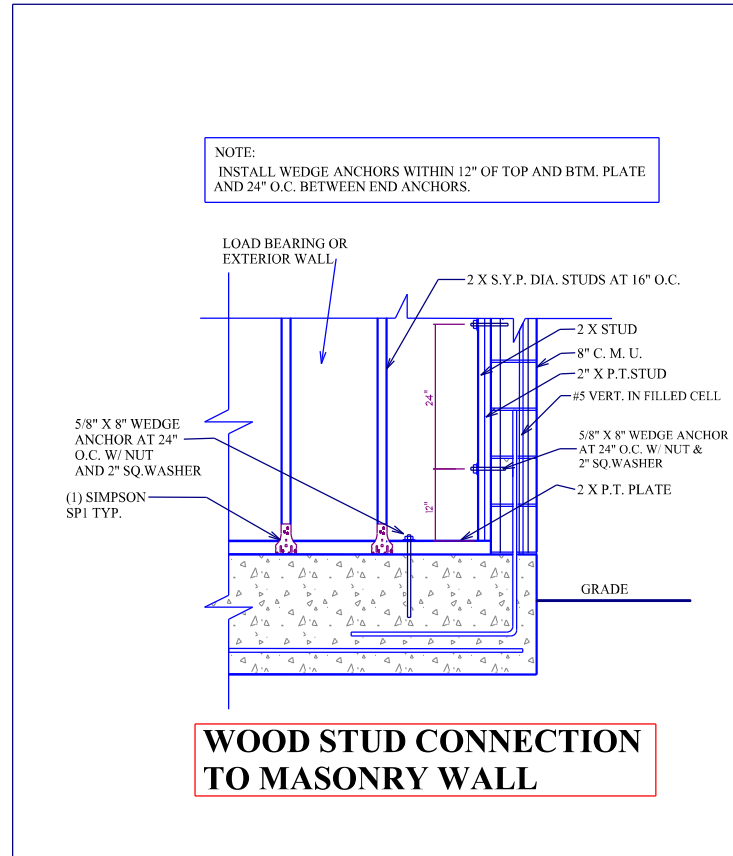 NOTE:
INSTALL WEDGE ANCHORS WITHIN 12" OF TOP AND BTM. PLATE
AND 24" O.C. BETWEEN END ANCHORS.
LOAD BEARING OR
EXTERIOR WALL
2 X S.Y.P. DIA. STUDS AT 16" O.C.
2 X STUD
8" C. M. U.
2" X P.T.STUD
#5 VERT. IN FILLED CELL
24"
5/8" X 8" WEDGE
ANCHOR AT 24"
O.C. W/ NUT
AND 2" SQ.WASHER
5/8" X 8" WEDGE ANCHOR
AT 24" O.C. W/ NUT &
2" SQ.WASHER
(1) SIMPSON
SP1 TYP.
12"
2 X P.T. PLATE
GRADE
WOOD STUD CONNECTION
TO MASONRY WALL